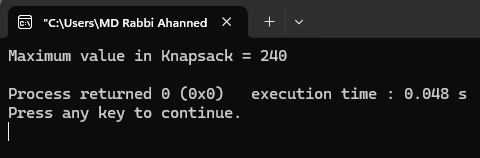 "C:\Users\MD Rabbi Ahanned
Maximum value in Knapsack = 240
Process returned 0 (0x0)   execution time : 0.048 s
Press any key to continue.